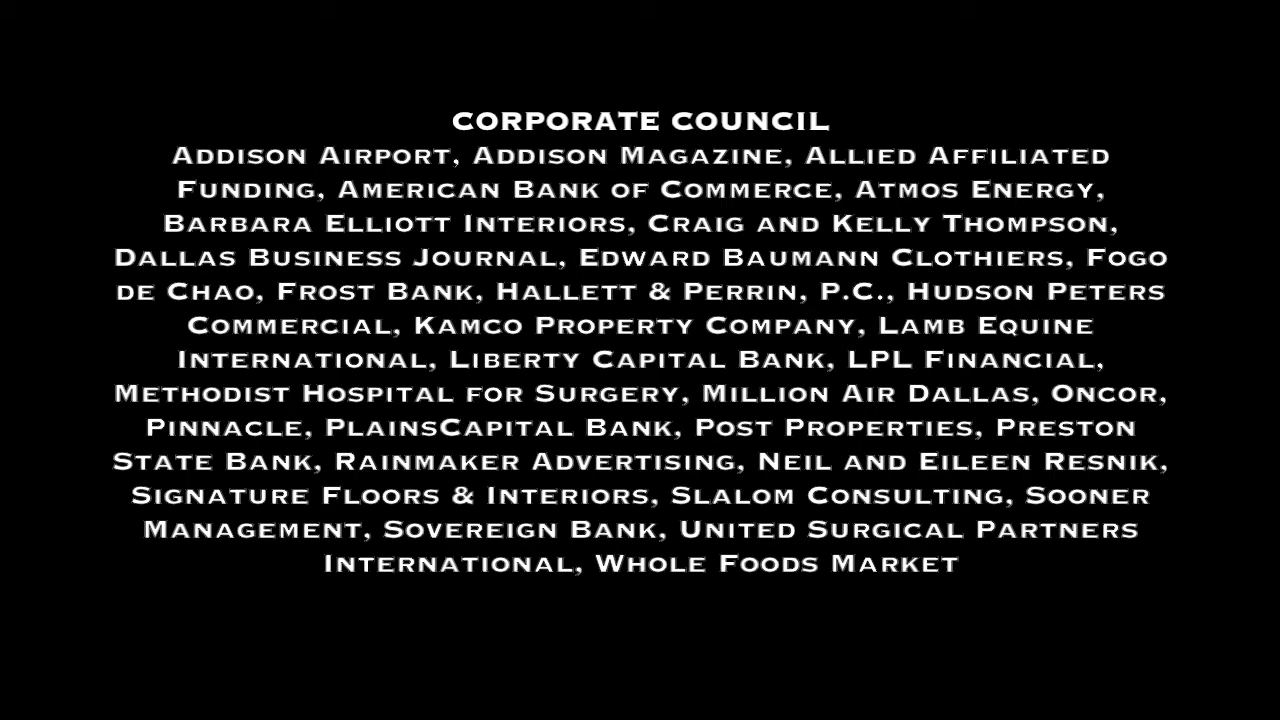 CORPORATE COUNCIL
Addison Airport, Addison Magazine, Allied Affiliated
Funding, American Bank of Commerce, Atmos Energy,
Barbara Elliott Interiors, Craig and Kelly Thompson,
Dallas Business Journal, Edward Baumann Clothiers, Fogo
de Chao, Frost Bank, Hallett & Perrin, P.C., Hudson Peters
Commercial, Kamco Property Company, Lamb Equine
International, Liberty Capital Bank, LPL Financial,
Methodist Hospital for Surgery, Million Air Dallas, Oncor,
Pinnacle, PlainsCapital Bank, Post Properties, Preston
State Bank, Rainmaker Advertising, Neil and Eileen Resnik,
Signature Floors & Interiors, Slalom Consulting, Sooner
Management, Sovereign Bank, United Surgical Partners
International, Whole Foods Market